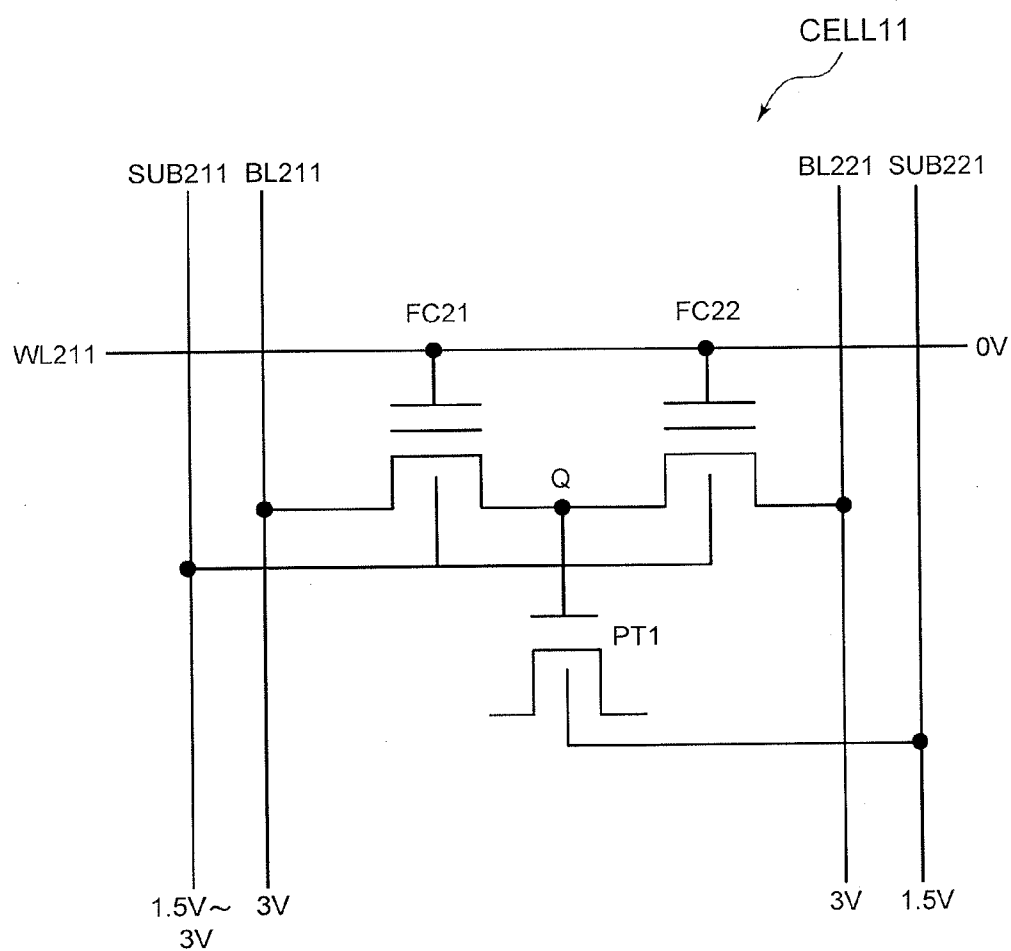 CELL11
SUB211 BL211
BL221 SUB221
FC21
FC22
WL211
0V
Q
PT1
1.5V~
3V
3V
3V
1.5V